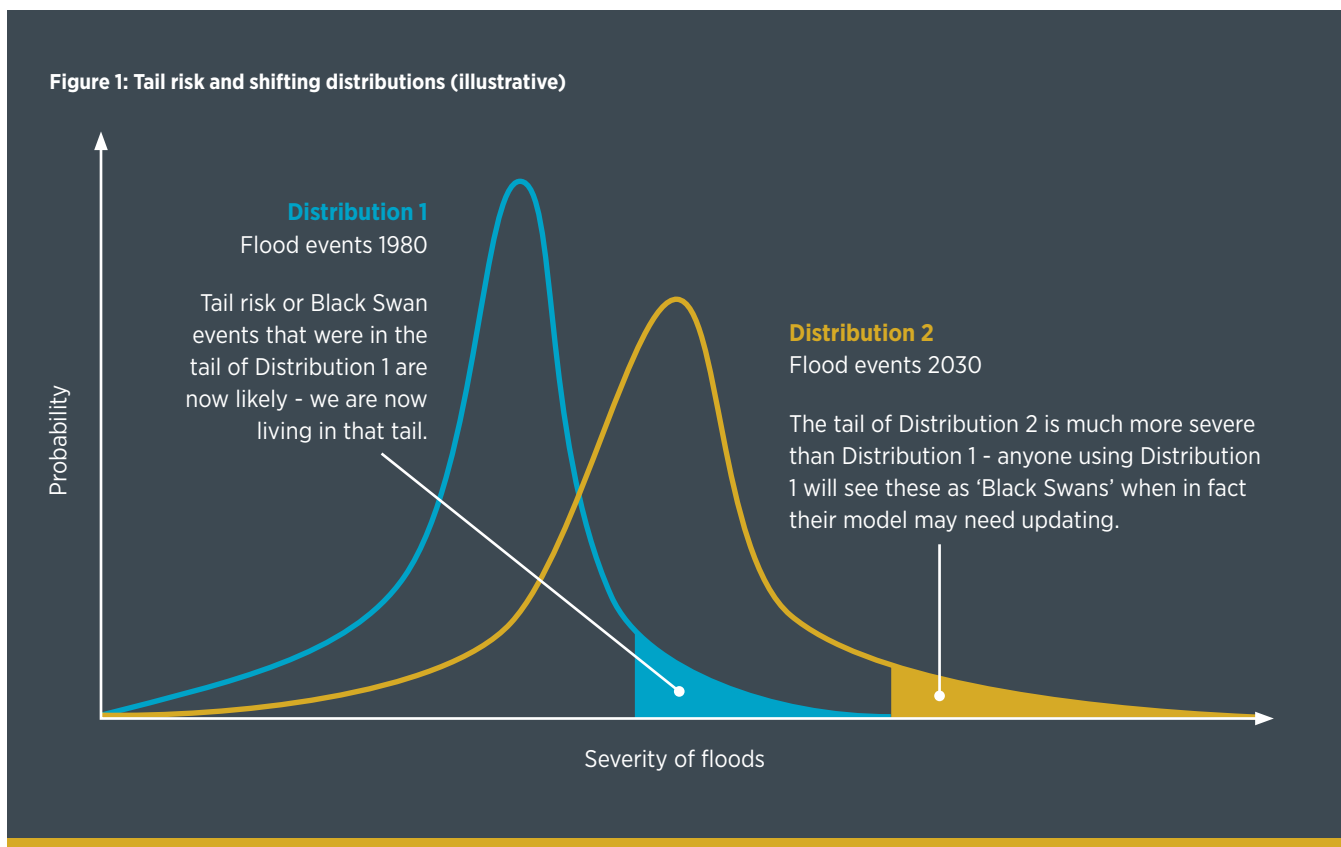 Figure 1: Tail risk and shifting distributions (illustrative)
Distribution 1
Flood events 1980
Tail risk or Black Swan
events that were in the
tail of Distribution 1 are
now likely - we are now
living in that tail.
Distribution 2
Flood events 2030
The tail of Distribution 2 is much more severe
than Distribution 1 - anyone using Distribution
1 will see these as ‘Black Swans’ when in fact
their model may need updating.
Probability
Severity of floods